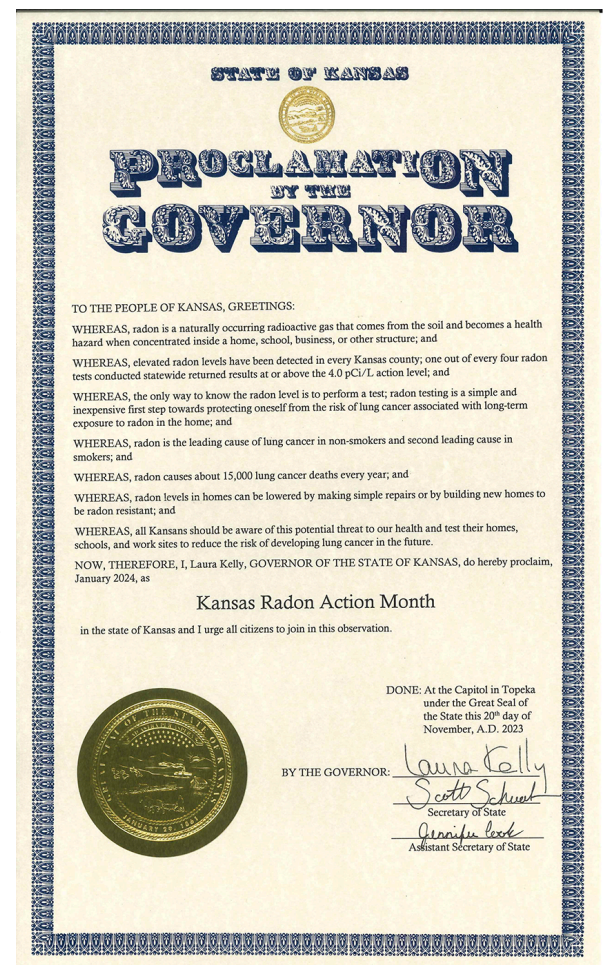 STATE OF KANSAS
PROCLAMATION
BY THE
GOVERNOR
TO THE PEOPLE OF KANSAS, GREETINGS:
WHEREAS, radon is a naturally occurring radioactive gas that comes from the soil and becomes a health
hazard when concentrated inside a home, school, business, or other structure; and
WHEREAS, elevated radon levels have been detected in every Kansas county; one out of every four radon
tests conducted statewide returned results at or above the 4.0 pCi/L action level; and
WHEREAS, the only way to know the radon level is to perform a test; radon testing is a simple and
inexpensive first step towards protecting oneself from the risk of lung cancer associated with long-term
exposure to radon in the home; and
WHEREAS, radon is the leading cause of lung cancer in non-smokers and second leading cause in
smokers; and
WHEREAS, radon causes about 15,000 lung cancer deaths every year; and
WHEREAS, radon levels in homes can be lowered by making simple repairs or by building new homes to
be radon resistant; and
WHEREAS, all Kansans should be aware of this potential threat to our health and test their homes,
schools, and work sites to reduce the risk of developing lung cancer in the future.
NOW, THEREFORE, I, Laura Kelly, GOVERNOR OF THE STATE OF KANSAS, do hereby proclaim,
January 2024, as
Kansas Radon Action Month
in the state of Kansas and I urge all citizens to join in this observation.
DONE: At the Capitol in Topeka
under the Great Seal of
the State this 20th day of
November, A.D. 2023
GREAT SEAL OF THE STATE OF KANSAS
JANUARY 29, 1861
BY THE GOVERNOR: Laura Kelly
Scott Schwab
Secretary of State
Jennifer Cook
Assistant Secretary of State